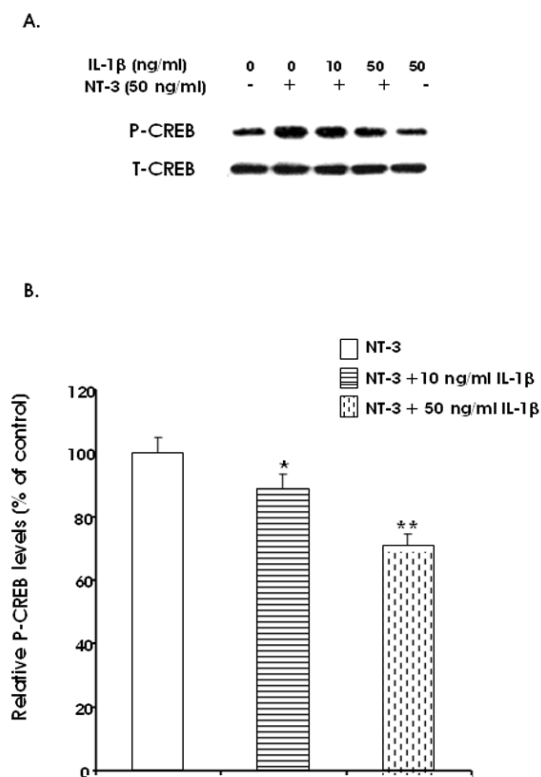 A.
IL-1β (ng/ml) 0 0 10 50 50
NT-3 (50 ng/ml) - + + + -
P-CREB
T-CREB
B.
NT-3
NT-3 +10 ng/ml IL-1β
NT-3 + 50 ng/ml IL-1β
Relative P-CREB levels (% of control)
120
100
80
60
40
20
0
*
**